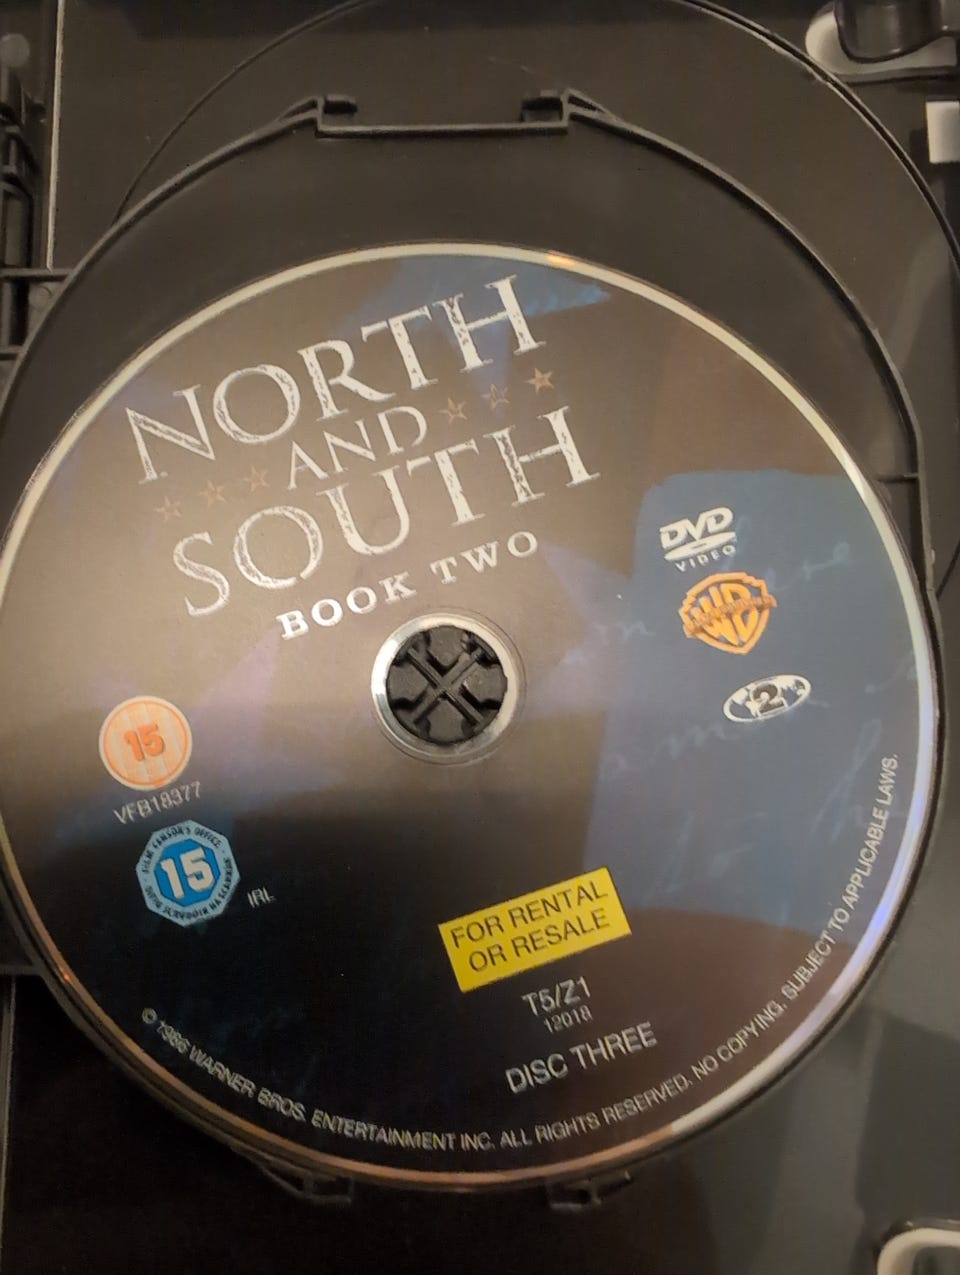 NORTH
AND
SOUTH
BOOK TWO
DVD
VIDEO
WB
2
15
VFB18377
15
IRL
FOR RENTAL
OR RESALE
T5/Z1
12018
DISC THREE
© 1986 WARNER BROS. ENTERTAINMENT INC. ALL RIGHTS RESERVED. NO COPYING. SUBJECT TO APPLICABLE LAWS.